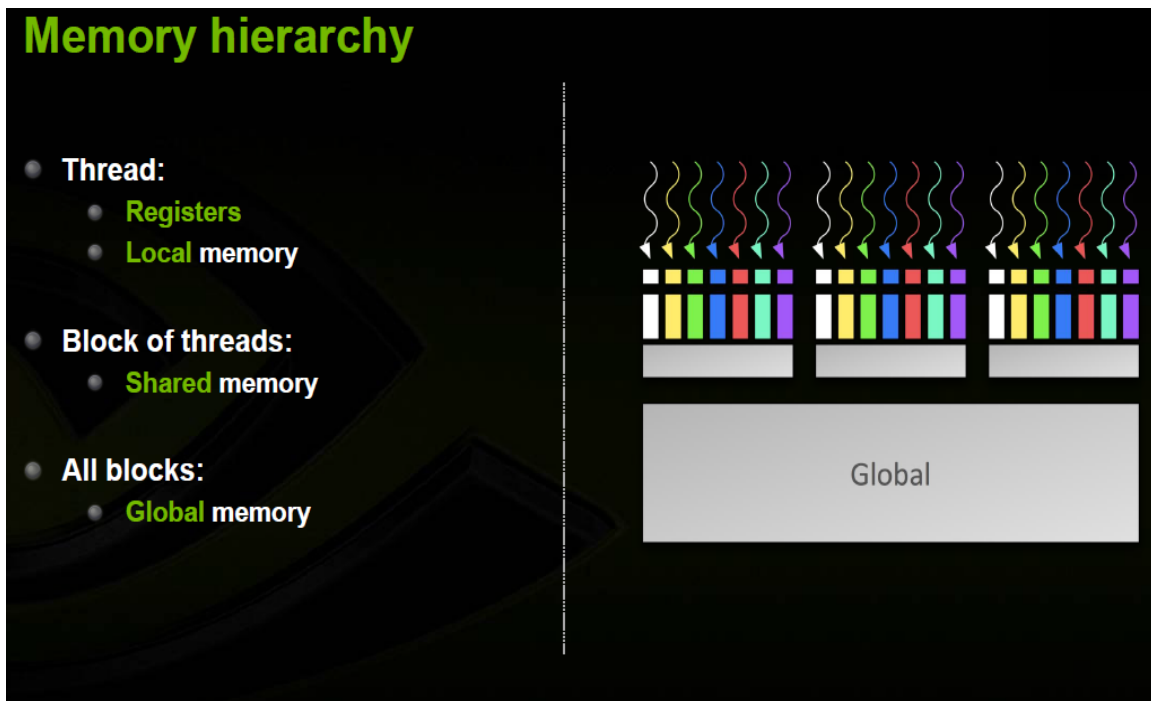 Memory hierarchy
Thread:
Registers
Local memory
Block of threads:
Shared memory
All blocks:
Global memory
Global